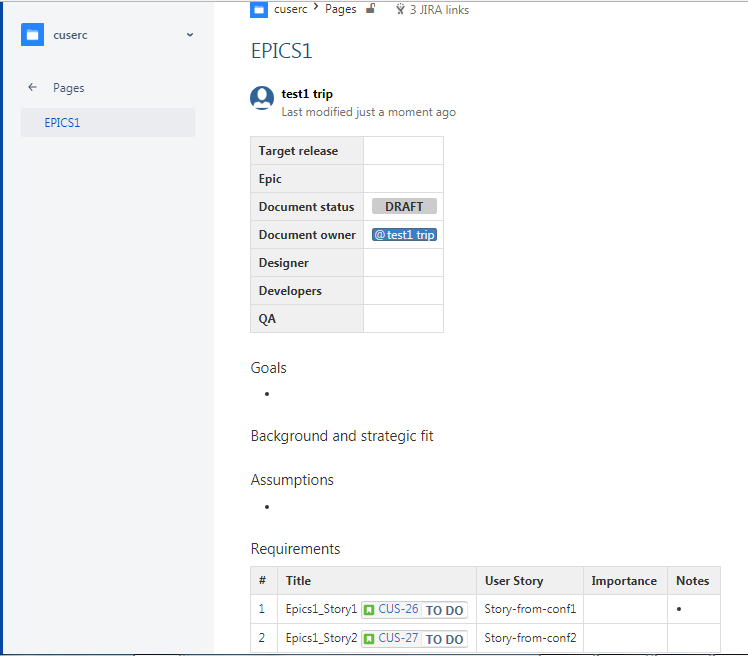 cuserc
Pages
EPICS1
cuserc > Pages 3 JIRA links
EPICS1
test1 trip
Last modified just a moment ago
Target release
Epic
Document status DRAFT
Document owner @test1 trip
Designer
Developers
QA
Goals
•
Background and strategic fit
Assumptions
•
Requirements
# Title User Story Importance Notes
1 Epics1_Story1 CUS-26 TO DO Story-from-conf1 •
2 Epics1_Story2 CUS-27 TO DO Story-from-conf2